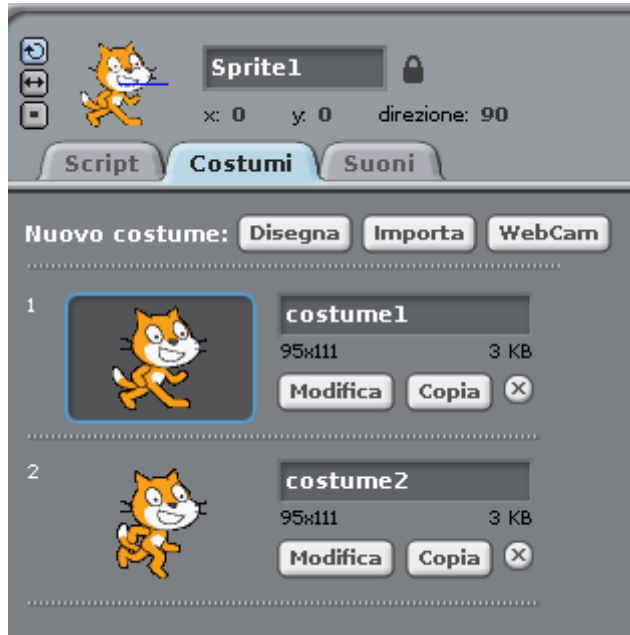 Sprite1
x: 0 y: 0 direzione: 90
Script Costumi Suoni
Nuovo costume: Disegna Importa WebCam
1
costume1
95x111 3 KB
Modifica Copia
2
costume2
95x111 3 KB
Modifica Copia